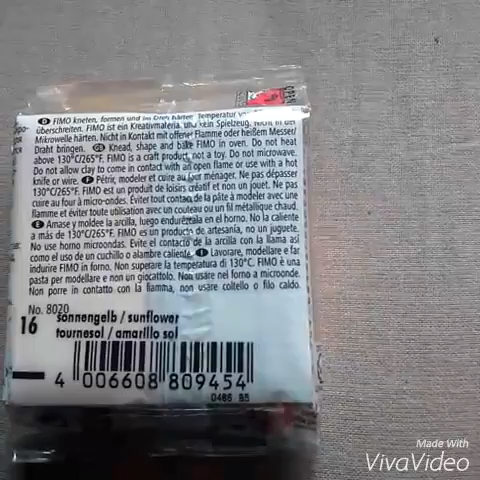 OPEN
D FIMO kneten, formen und im Ofen härten. Temperatur von
überschreiten. FIMO ist ein Kreativmaterial und kein Spielzeug. Nicht in der
Mikrowelle härten. Nicht in Kontakt mit offener Flamme oder heißem Messer/
Draht bringen. GB Knead, shape and bake FIMO in oven. Do not heat
above 130°C/265°F. FIMO is a craft product, not a toy. Do not microwave.
Do not allow clay to come in contact with an open flame or use with a hot
knife or wire. F Pétrir, modeler et cuire au four ménager. Ne pas dépasser
130°C/265°F. FIMO est un produit de loisirs créatif et non un jouet. Ne pas
cuire au four à micro-ondes. Éviter tout contact de la pâte à modeler avec une
flamme et éviter toute utilisation avec un couteau ou un fil métallique chaud.
E Amase y moldee la arcilla, luego endurézcala en el horno. No la caliente
a más de 130°C/265°F. FIMO es un producto de artesanía, no un juguete.
No use horno microondas. Evite el contacto de la arcilla con la llama así
como el uso de un cuchillo o alambre caliente. I Lavorare, modellare e far
indurire FIMO in forno. Non superare la temperatura di 130°C. FIMO è una
pasta per modellare e non un giocattolo. Non usare nel forno a microonde.
Non porre in contatto con la fiamma, non usare coltello o filo caldo.
No. 8020
16 sonnengelb / sunflower
tournesol / amarillo sol
4 006608 809454
Made With
VivaVideo